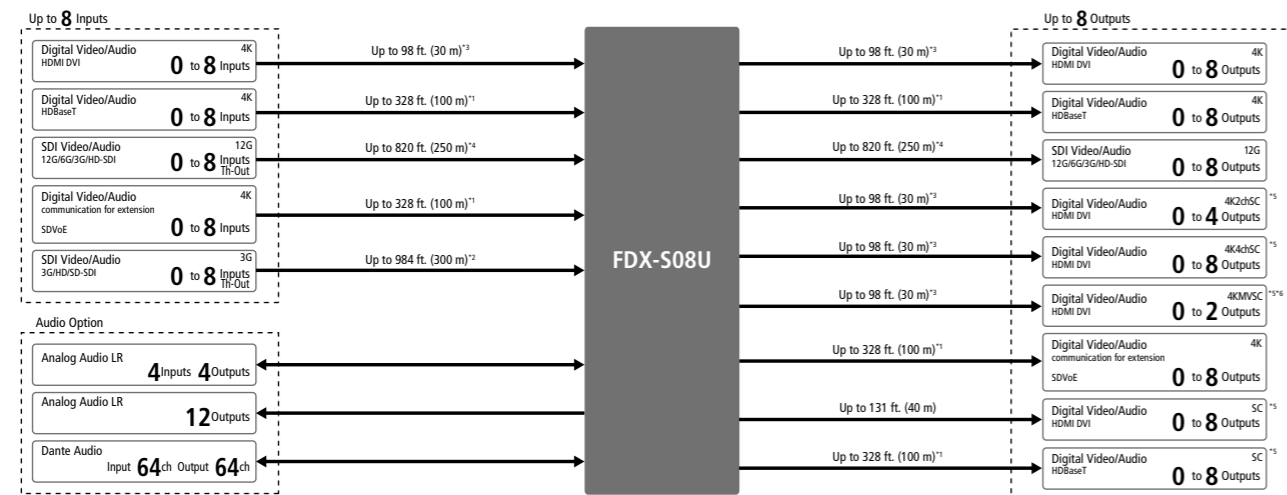 Up to 8 Inputs
Digital Video/Audio 4K
HDMI DVI
0 to 8 Inputs
Up to 98 ft. (30 m)*3
Digital Video/Audio 4K
HDBaseT
0 to 8 Inputs
Up to 328 ft. (100 m)*1
SDI Video/Audio 12G
12G/6G/3G/HD-SDI
0 to 8 Inputs
Th-Out
Up to 820 ft. (250 m)*4
Digital Video/Audio 4K
communication for extension
SDVoE
0 to 8 Inputs
Up to 328 ft. (100 m)*1
SDI Video/Audio 3G
3G/HD/SD-SDI
0 to 8 Inputs
Th-Out
Up to 984 ft. (300 m)*2
Audio Option
Analog Audio LR
4 Inputs 4 Outputs
Analog Audio LR
12 Outputs
Dante Audio
Input 64 ch Output 64 ch
FDX-S08U
Up to 8 Outputs
Up to 98 ft. (30 m)*3
Digital Video/Audio 4K
HDMI DVI
0 to 8 Outputs
Up to 328 ft. (100 m)*1
Digital Video/Audio 4K
HDBaseT
0 to 8 Outputs
Up to 820 ft. (250 m)*4
SDI Video/Audio 12G
12G/6G/3G/HD-SDI
0 to 8 Outputs
Up to 98 ft. (30 m)*3
Digital Video/Audio 4K2chSC *5
HDMI DVI
0 to 4 Outputs
Up to 98 ft. (30 m)*3
Digital Video/Audio 4K4chSC *5
HDMI DVI
0 to 8 Outputs
Up to 98 ft. (30 m)*3
Digital Video/Audio 4KMVSC *5*6
HDMI DVI
0 to 2 Outputs
Up to 328 ft. (100 m)*1
Digital Video/Audio 4K
communication for extension
SDVoE
0 to 8 Outputs
Up to 131 ft. (40 m)
Digital Video/Audio SC *5
HDMI DVI
0 to 8 Outputs
Up to 328 ft. (100 m)*1
Digital Video/Audio SC *5
HDBaseT
0 to 8 Outputs